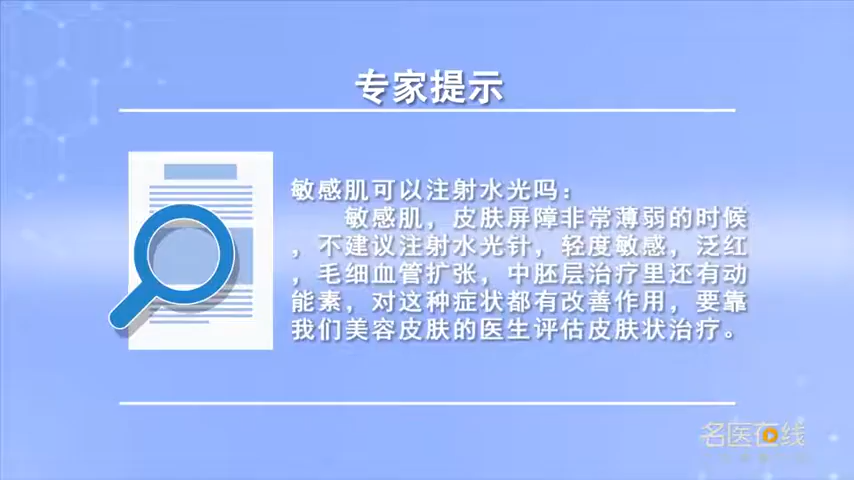 专家提示
敏感肌可以注射水光吗：
敏感肌，皮肤屏障非常薄弱的时候
，不建议注射水光针，轻度敏感，泛红
，毛细血管扩张，中胚层治疗里还有动
能素，对这种症状都有改善作用，要靠
我们美容皮肤的医生评估皮肤状治疗。
名医在线